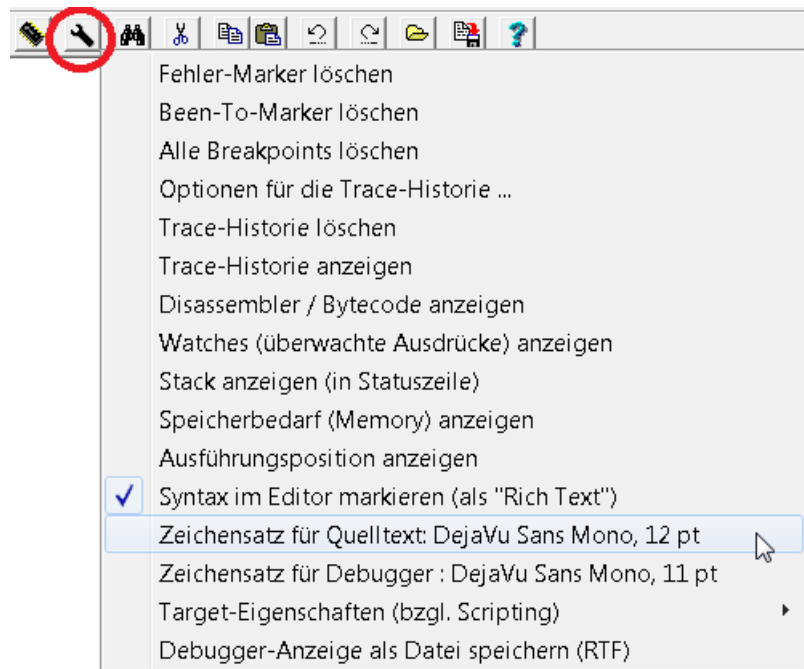 Fehler-Marker löschen
Been-To-Marker löschen
Alle Breakpoints löschen
Optionen für die Trace-Historie ...
Trace-Historie löschen
Trace-Historie anzeigen
Disassembler / Bytecode anzeigen
Watches (überwachte Ausdrücke) anzeigen
Stack anzeigen (in Statuszeile)
Speicherbedarf (Memory) anzeigen
Ausführungsposition anzeigen
Syntax im Editor markieren (als "Rich Text")
Zeichensatz für Quelltext: DejaVu Sans Mono, 12 pt
Zeichensatz für Debugger : DejaVu Sans Mono, 11 pt
Target-Eigenschaften (bzgl. Scripting)
Debugger-Anzeige als Datei speichern (RTF)